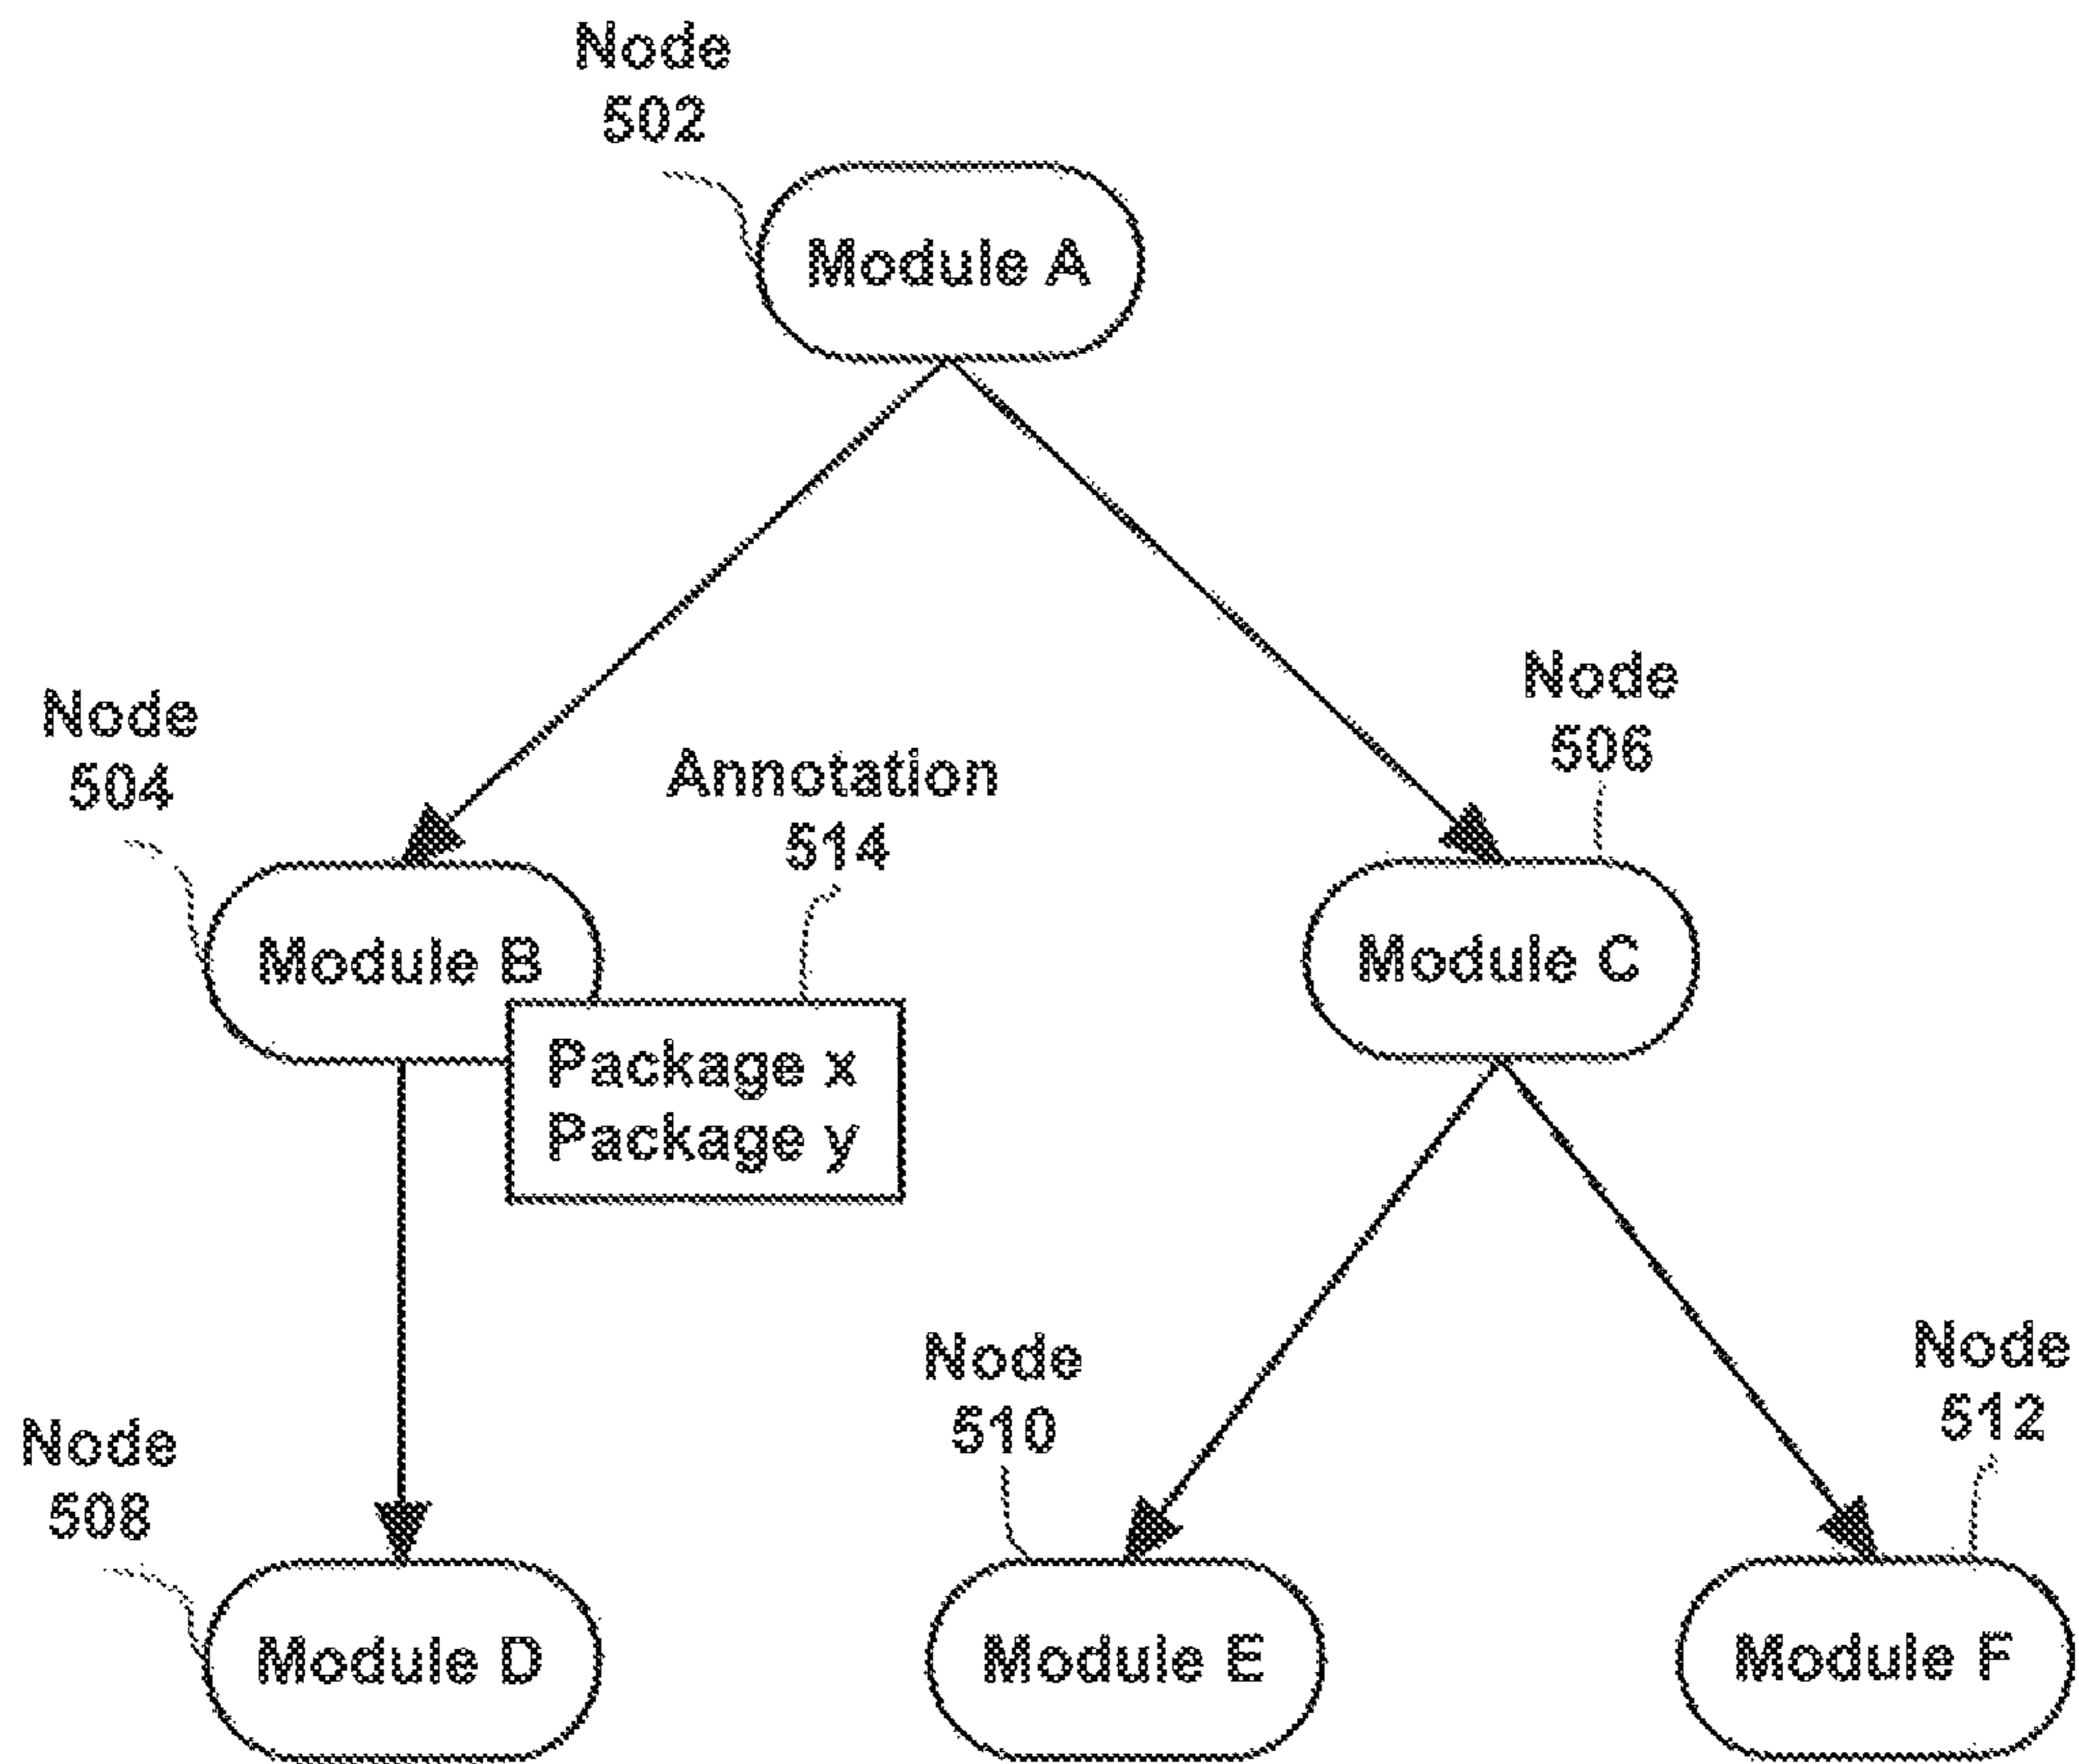 Node
502
Module A
Node
506
Node
504
Annotation
514
Module B
Module C
Package x
Package y
Node
510
Node
512
Node
508
Module D
Module E
Module F